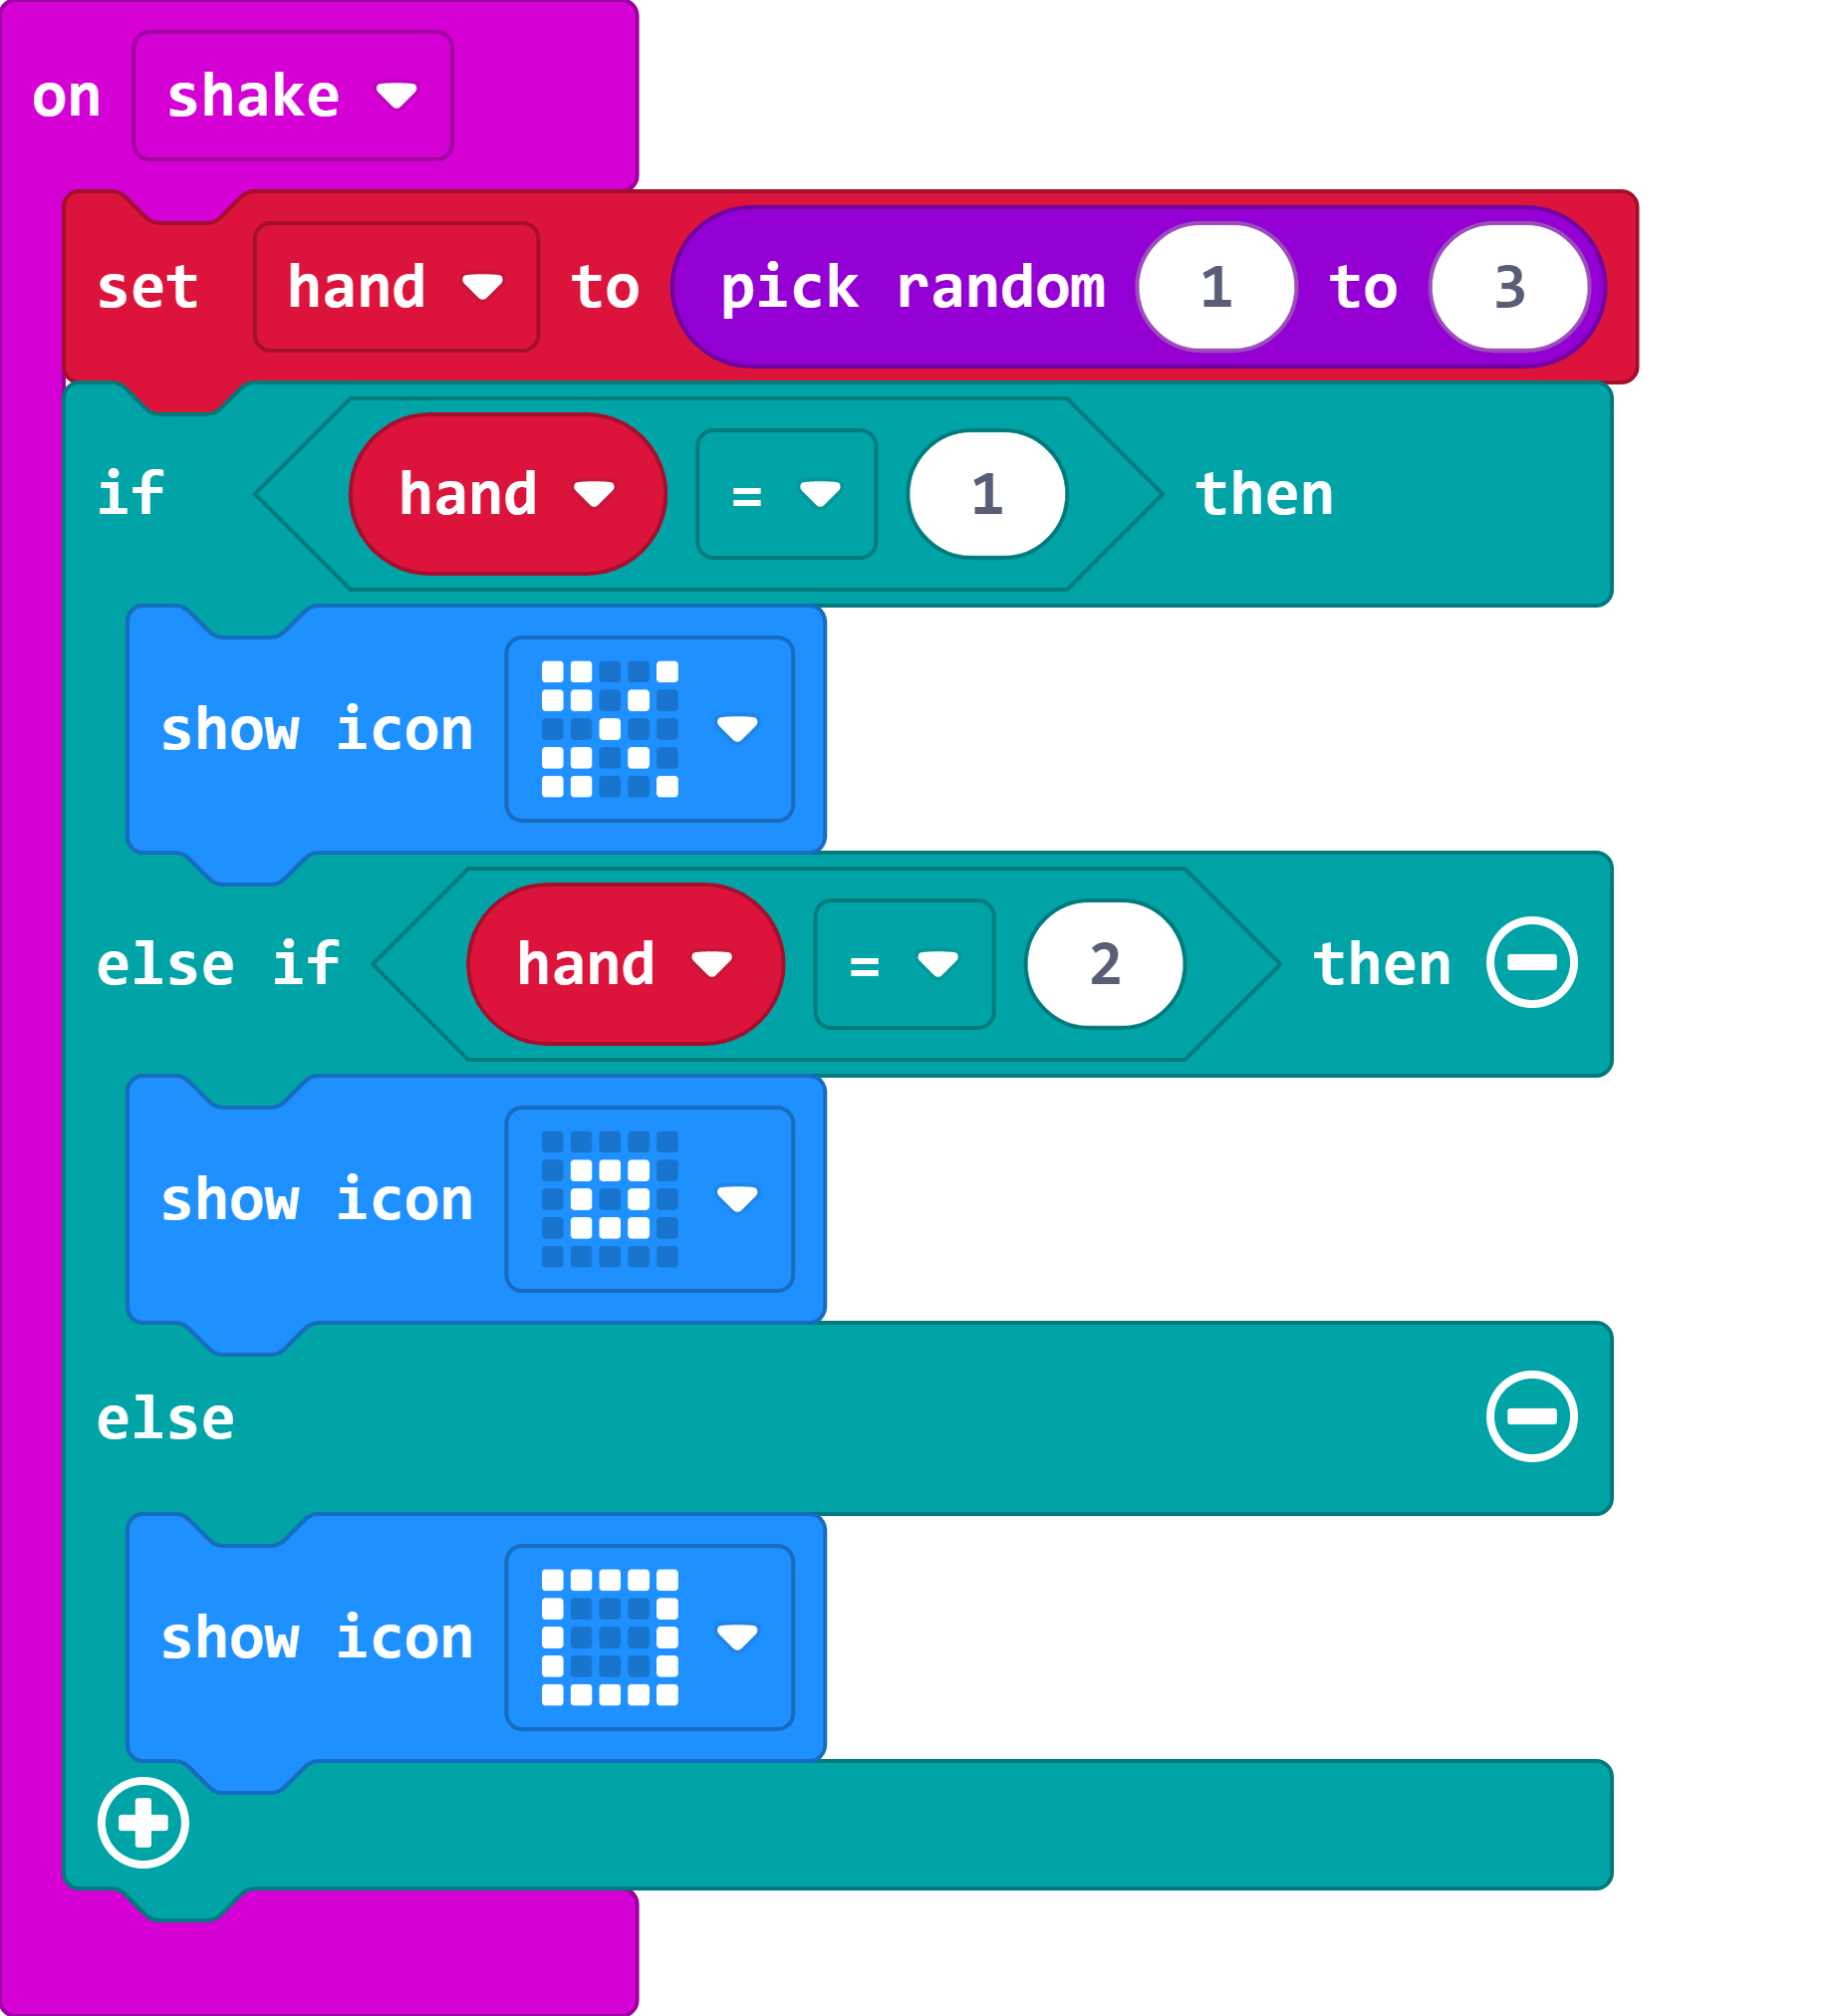 on shake
set hand to pick random 1 to 3
if hand = 1 then
show icon
else if hand = 2 then
show icon
else
show icon